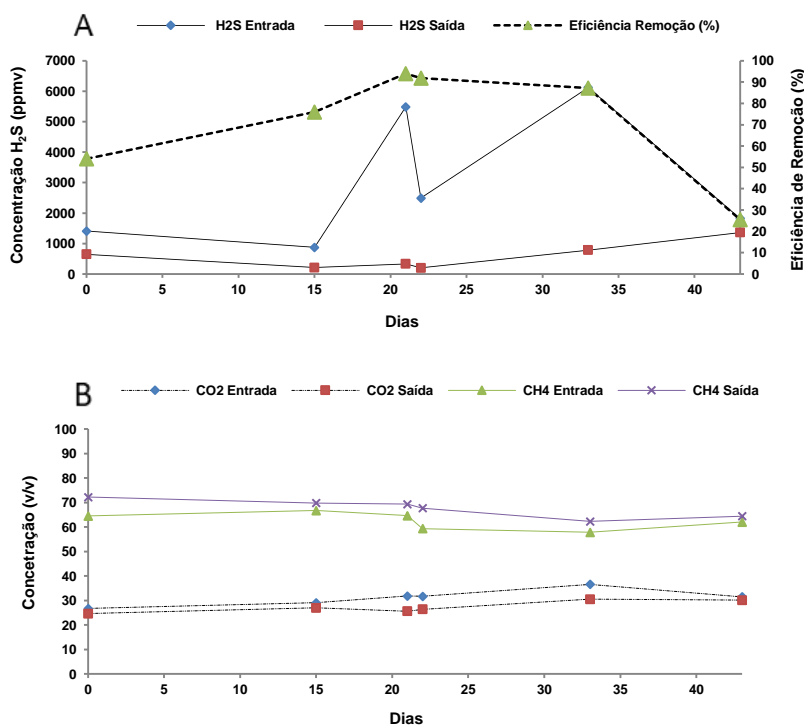 A
H2S Entrada
H2S Saída
Eficiência Remoção (%)
Concentração H2S (ppmv)
7000
6000
5000
4000
3000
2000
1000
0
100
90
80
70
60
50
40
30
20
10
0
Eficiência de Remoção (%)
0 5 10 15 20 25 30 35 40
Dias
B
CO2 Entrada
CO2 Saída
CH4 Entrada
CH4 Saída
Concetração (v/v)
100
90
80
70
60
50
40
30
20
10
0
0 5 10 15 20 25 30 35 40
Dias